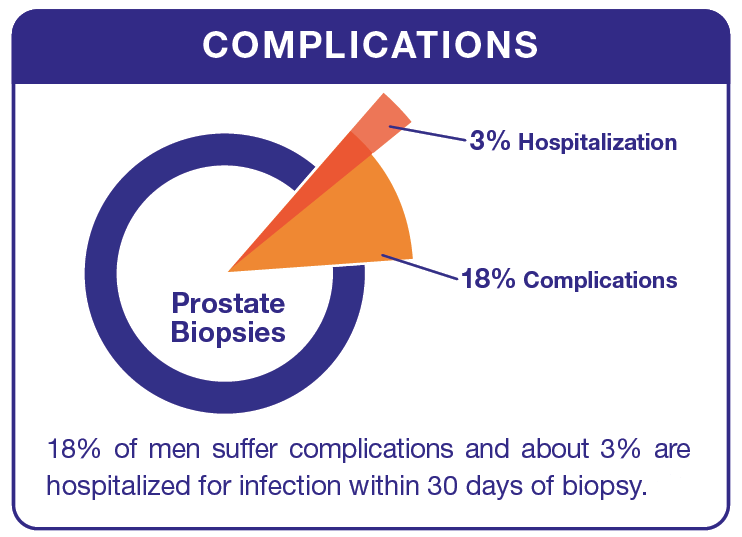 COMPLICATIONS
3% Hospitalization
18% Complications
Prostate
Biopsies
18% of men suffer complications and about 3% are
hospitalized for infection within 30 days of biopsy.